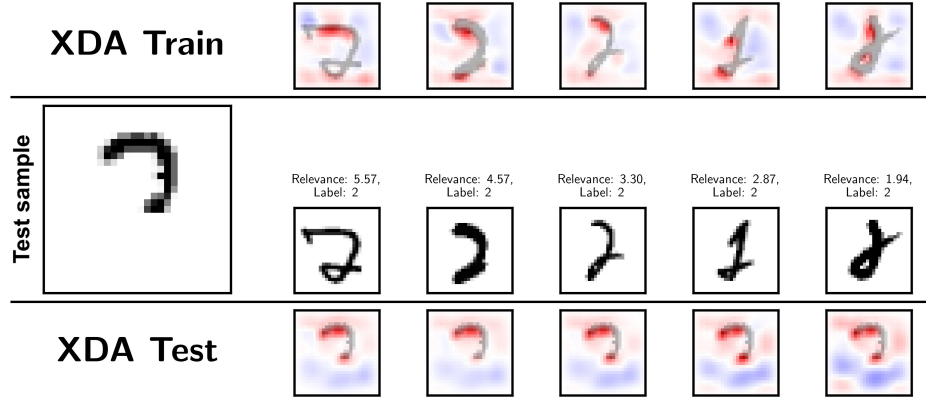 XDA Train
Test sample
Relevance: 5.57,
Label: 2
Relevance: 4.57,
Label: 2
Relevance: 3.30,
Label: 2
Relevance: 2.87,
Label: 2
Relevance: 1.94,
Label: 2
XDA Test